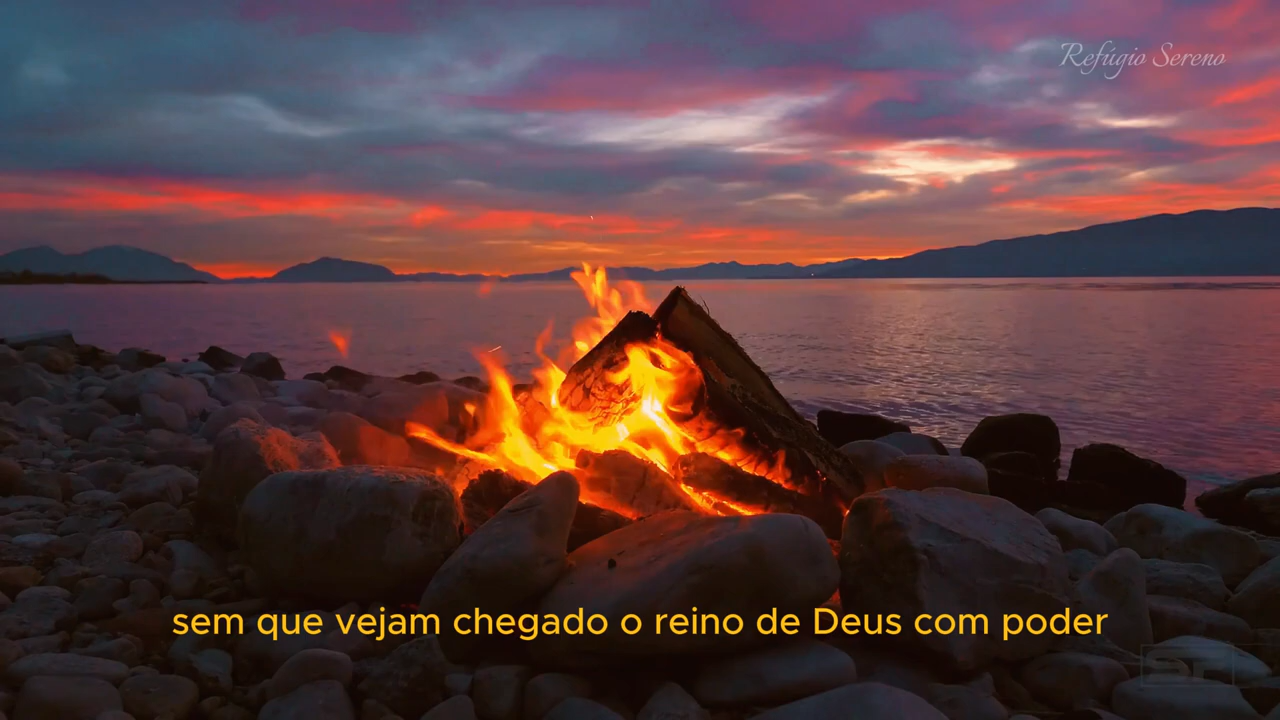 Refúgio Sereno
sem que vejam chegado o reino de Deus com poder